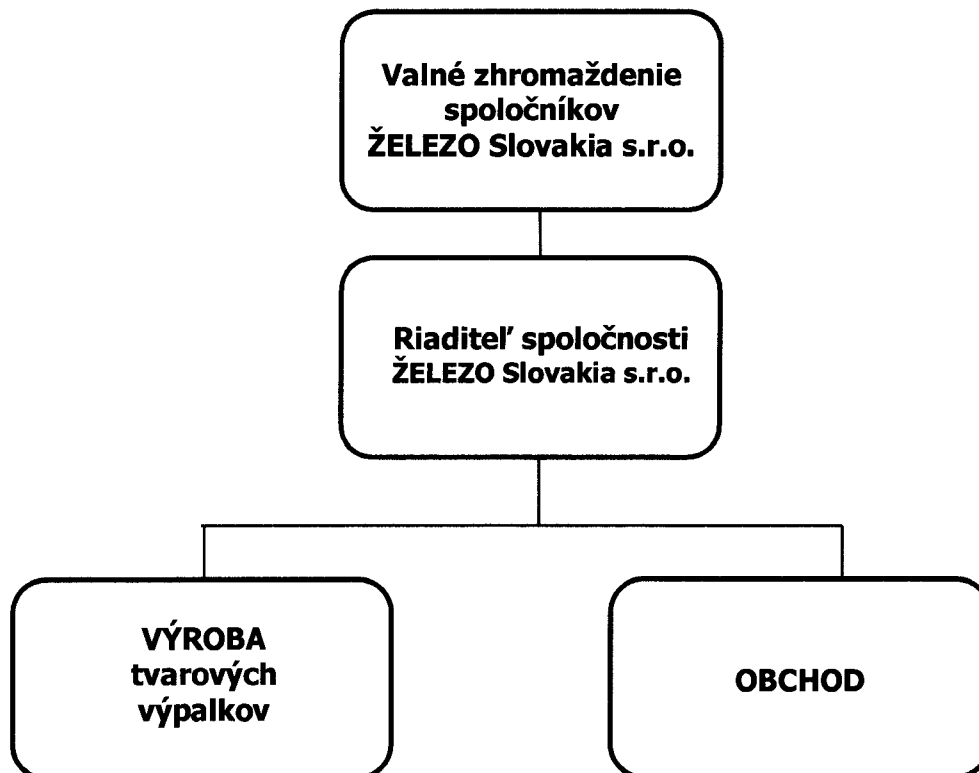 Valné zhromaždenie
spoločníkov
ŽELEZO Slovakia s.r.o.
Riaditeľ spoločnosti
ŽELEZO Slovakia s.r.o.
VÝROBA
tvarových
výpalkov
OBCHOD